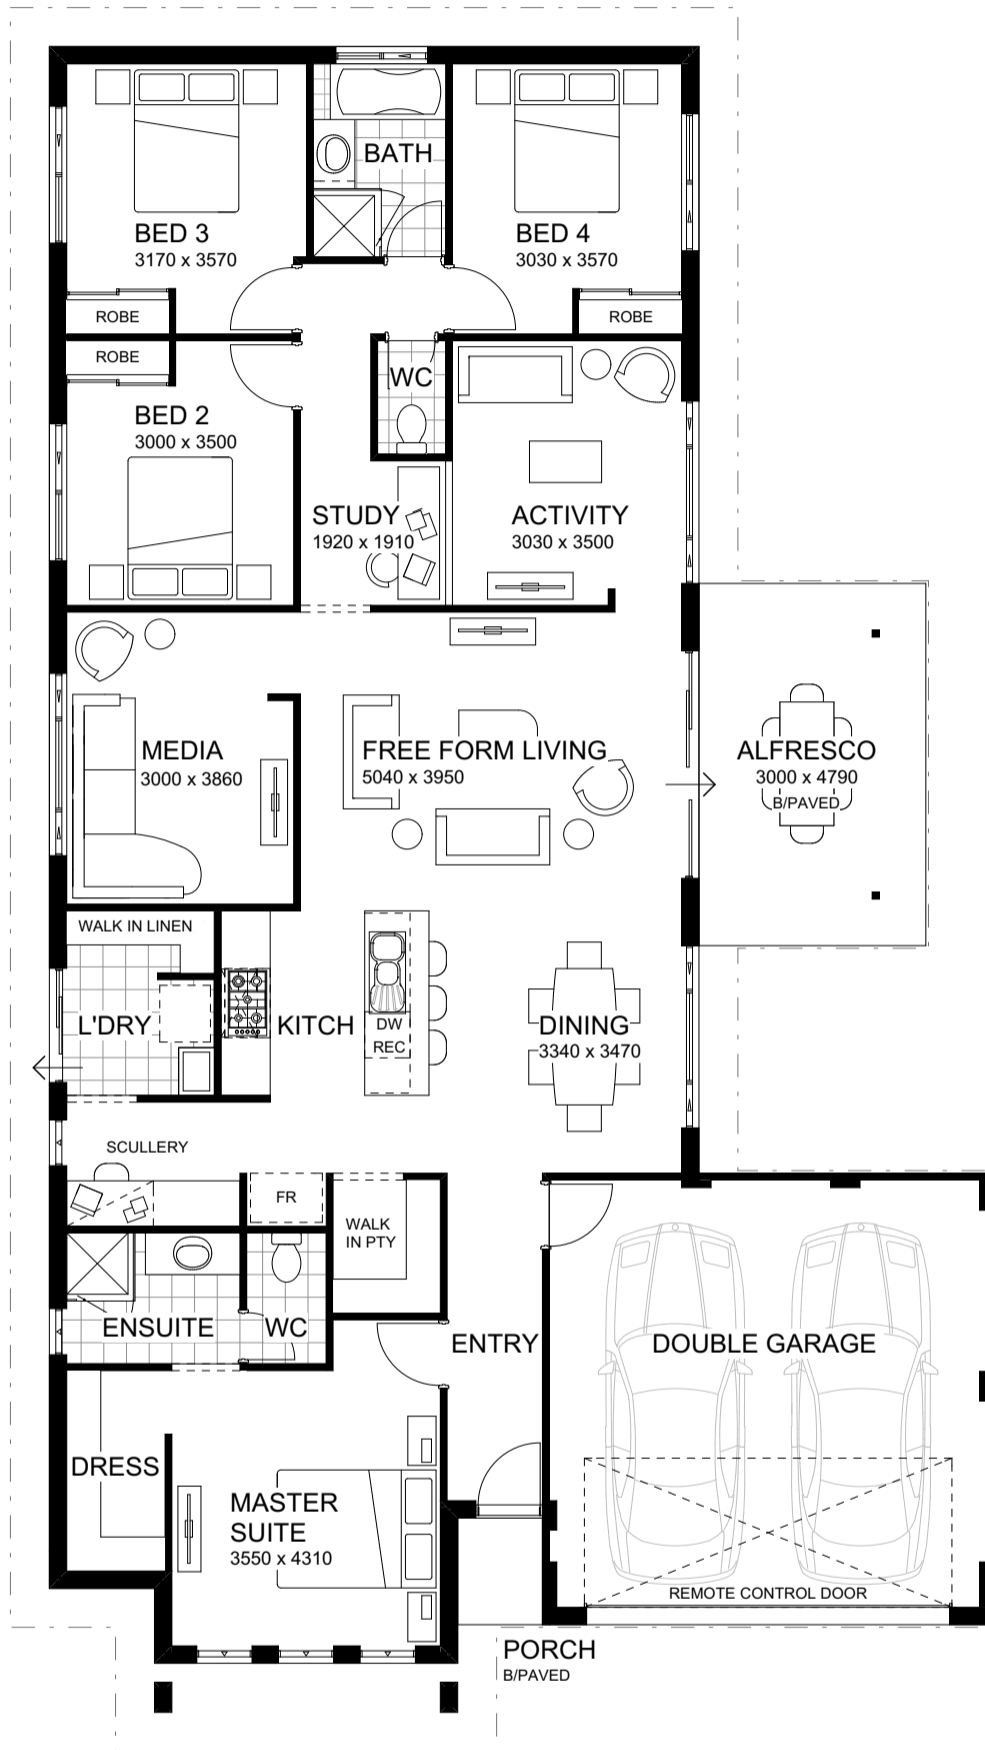 BATH
BED 3
3170 x 3570
BED 4
3030 x 3570
ROBE
ROBE
ROBE
WC
BED 2
3000 x 3500
STUDY
1920 x 1910
ACTIVITY
3030 x 3500
MEDIA
3000 x 3860
FREE FORM LIVING
5040 x 3950
ALFRESCO
3000 x 4790
B/PAVED
WALK IN LINEN
L'DRY
KITCH
DW
REC
DINING
3340 x 3470
SCULLERY
FR
WALK
IN PTY
ENSUITE
WC
ENTRY
DOUBLE GARAGE
DRESS
MASTER
SUITE
3550 x 4310
REMOTE CONTROL DOOR
PORCH
B/PAVED